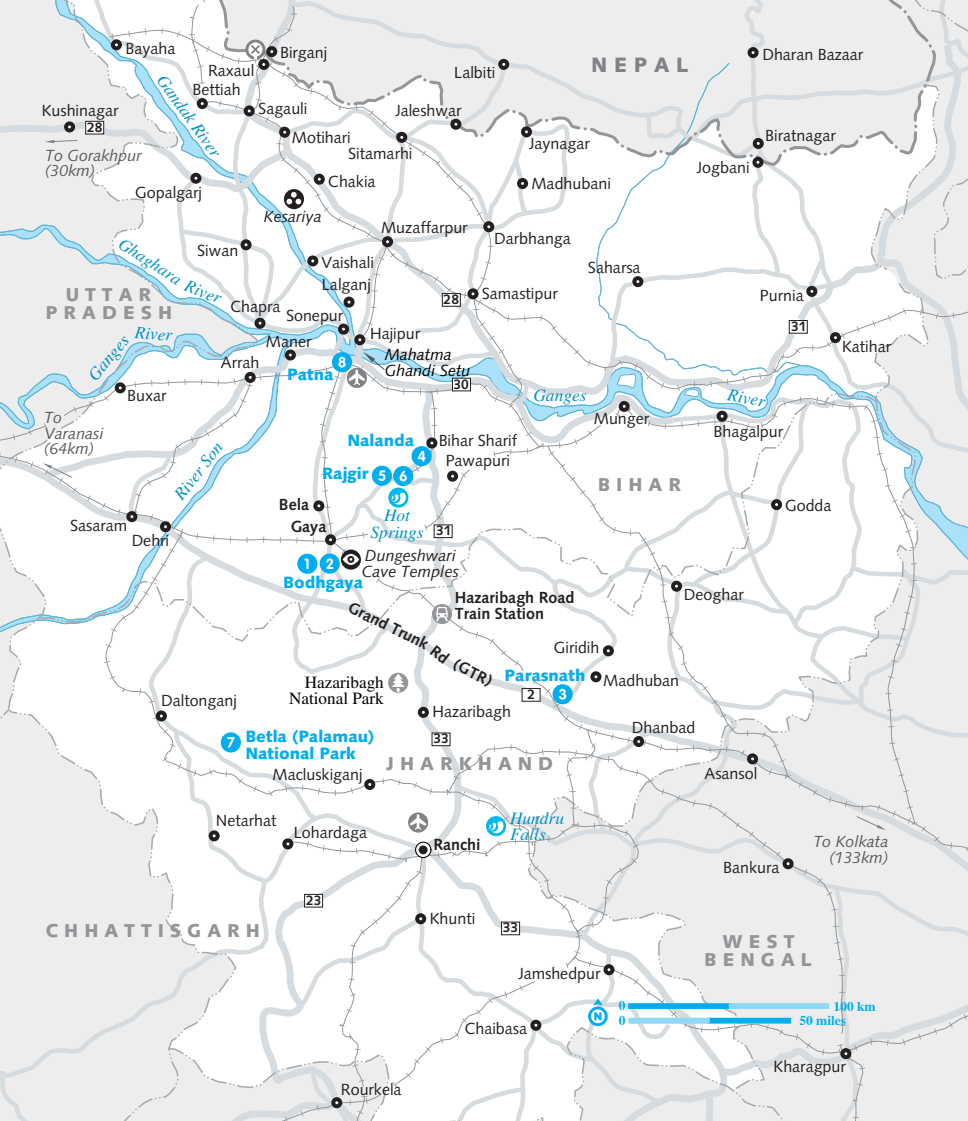 Bayaha
Birganj
Raxaul
Lalbiti
NEPAL
Dharan Bazaar
Bettiah
Kushinagar
28
Gandak River
Sagauli
Jaleshwar
Motihari
Sitamarhi
Jaynagar
Biratnagar
Jogbani
To Gorakhpur
(30km)
Gopalgarj
Chakia
Kesariya
Madhubani
Muzaffarpur
Darbhanga
Siwan
Vaishali
Ghaghara River
Lalganj
Saharsa
UTTAR
PRADESH
Chapra
Sonepur
28
Samastipur
Purnia
31
Katihar
Ganges River
Maner
Hajipur
Mahatma
Ghandi Setu
Arrah
8
Patna
30
Buxar
Ganges
River
Munger
Bhagalpur
To
Varanasi
(64km)
River Son
Nalanda
4
Bihar Sharif
Rajgir
5
6
Pawapuri
Hot
Springs
BIHAR
Godda
Bela
Sasaram
Dehri
Gaya
31
1
2
Bodhgaya
Dungeshwari
Cave Temples
Deoghar
Hazaribagh Road
Train Station
Grand Trunk Rd (GTR)
Giridih
Parasnath
3
Madhuban
2
Hazaribagh
National Park
Daltonganj
Hazaribagh
7
Betla (Palamau)
National Park
33
Dhanbad
JHARKHAND
Asansol
Macluskiganj
Netarhat
Lohardaga
Hundru
Falls
Ranchi
To Kolkata
(133km)
Bankura
23
Khunti
33
CHHATTISGARH
WEST
BENGAL
Jamshedpur
N
0
100 km
0
50 miles
Chaibasa
Kharagpur
Rourkela